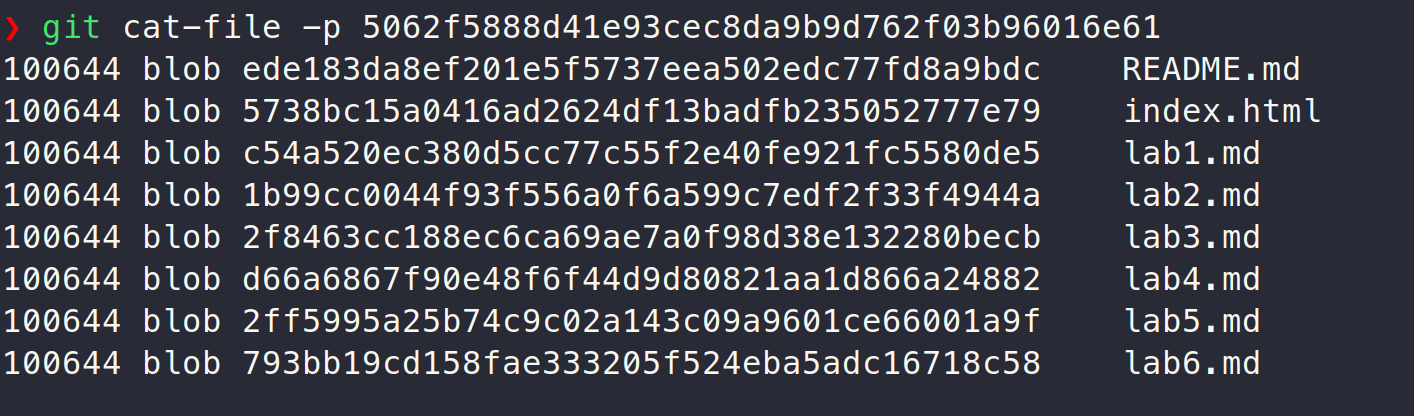 ❯ git cat-file -p 5062f5888d41e93cec8da9b9d762f03b96016e61
100644 blob ede183da8ef201e5f5737eea502edc77fd8a9bdc    README.md
100644 blob 5738bc15a0416ad2624df13badfb235052777e79    index.html
100644 blob c54a520ec380d5cc77c55f2e40fe921fc5580de5    lab1.md
100644 blob 1b99cc0044f93f556a0f6a599c7edf2f33f4944a    lab2.md
100644 blob 2f8463cc188ec6ca69ae7a0f98d38e132280becb    lab3.md
100644 blob d66a6867f90e48f6f44d9d80821aa1d866a24882    lab4.md
100644 blob 2ff5995a25b74c9c02a143c09a9601ce66001a9f    lab5.md
100644 blob 793bb19cd158fae333205f524eba5adc16718c58    lab6.md